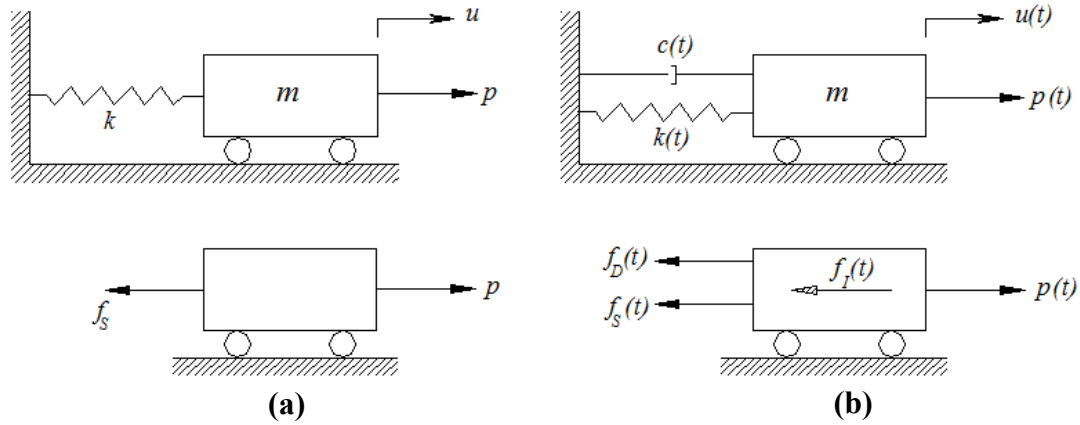 u
m
p
k
f_S
p
(a)
u(t)
c(t)
m
p(t)
k(t)
f_D(t)
f_I(t)
f_S(t)
p(t)
(b)